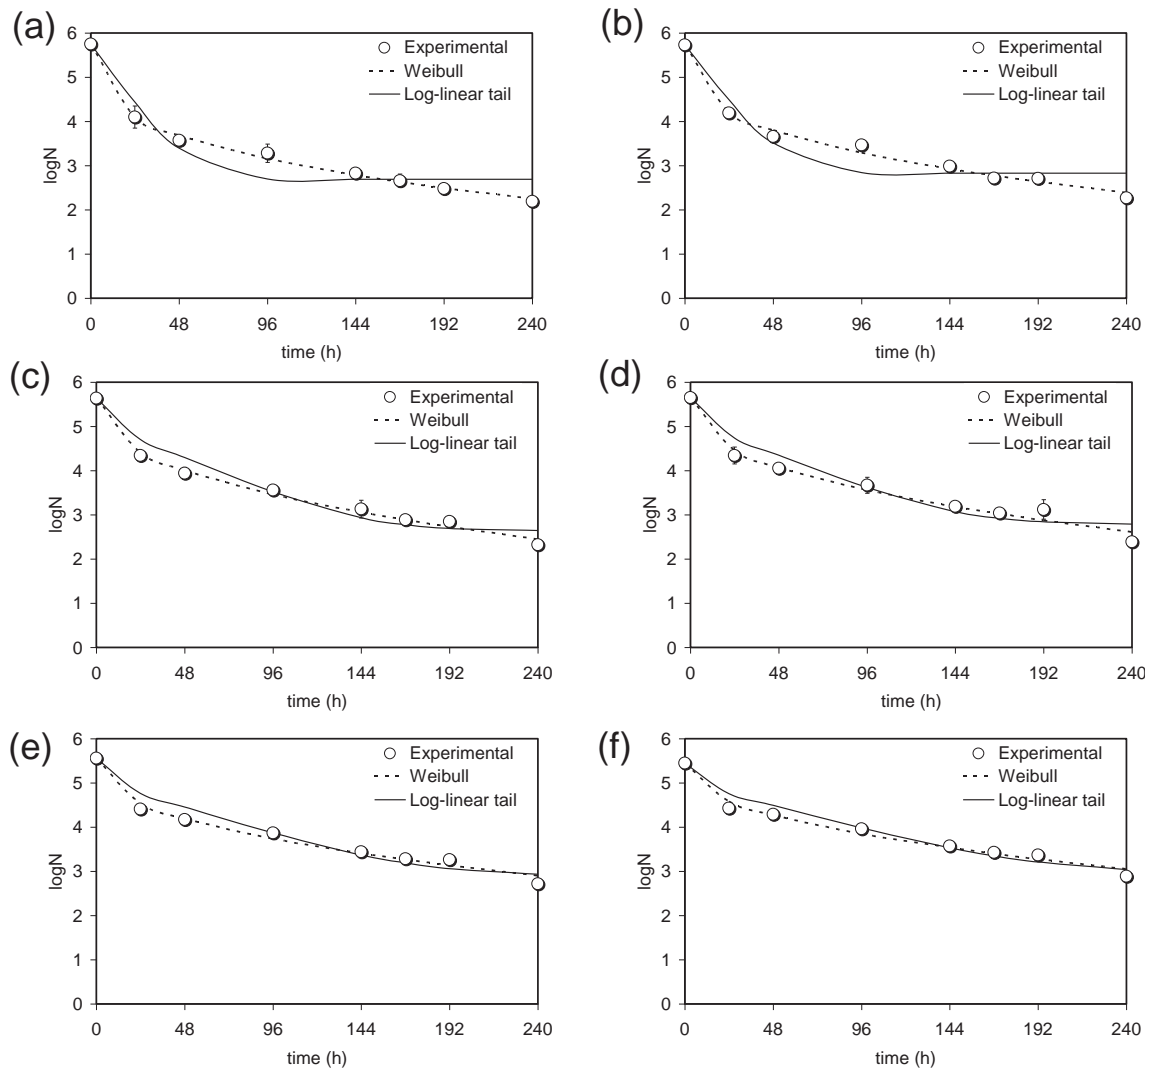 (a)
6
5
4
3
2
1
0
logN
Experimental
Weibull
Log-linear tail
0 48 96 144 192 240
time (h)
(b)
6
5
4
3
2
1
0
logN
Experimental
Weibull
Log-linear tail
0 48 96 144 192 240
time (h)
(c)
6
5
4
3
2
1
0
logN
Experimental
Weibull
Log-linear tail
0 48 96 144 192 240
time (h)
(d)
6
5
4
3
2
1
0
logN
Experimental
Weibull
Log-linear tail
0 48 96 144 192 240
time (h)
(e)
6
5
4
3
2
1
0
logN
Experimental
Weibull
Log-linear tail
0 48 96 144 192 240
time (h)
(f)
6
5
4
3
2
1
0
logN
Experimental
Weibull
Log-linear tail
0 48 96 144 192 240
time (h)